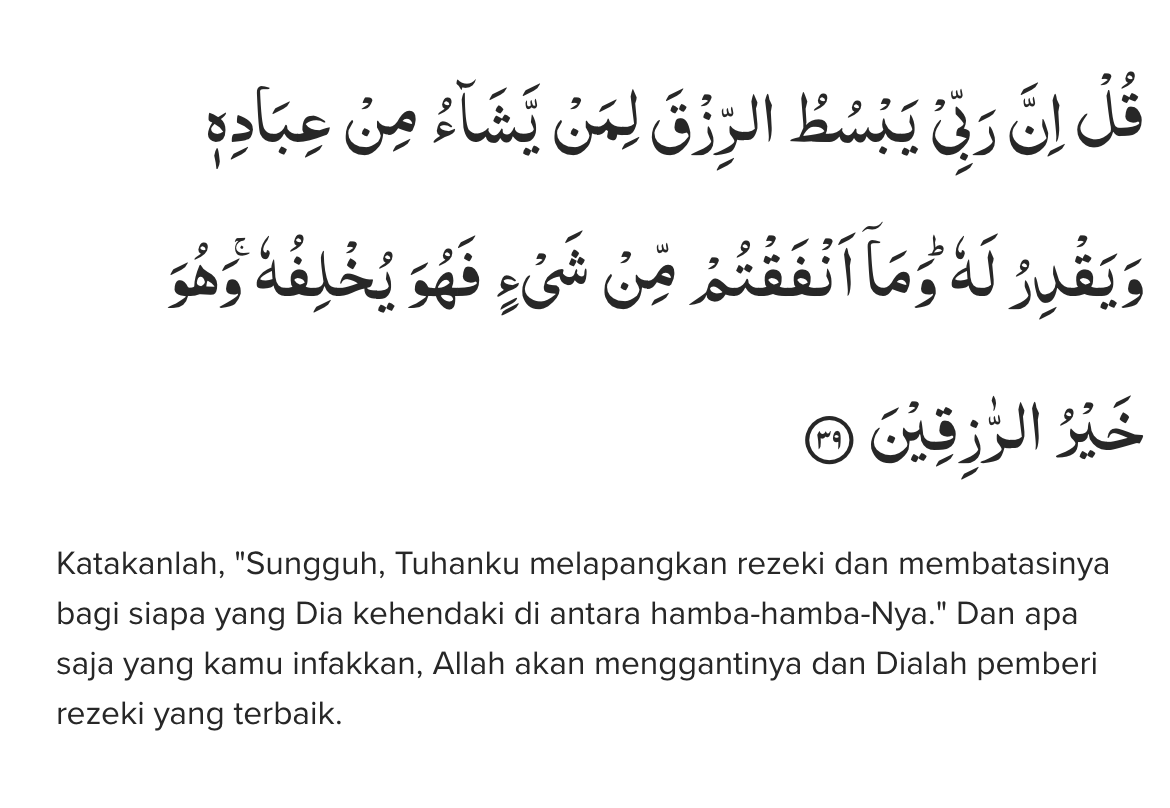 قُلْ اِنَّ رَبِّيْ يَبْسُطُ الرِّزْقَ لِمَنْ يَّشَاۤءُ مِنْ عِبَادِهٖ
وَيَقْدِرُ لَهٗ ۗوَمَآ اَنْفَقْتُمْ مِّنْ شَيْءٍ فَهُوَ يُخْلِفُهٗ ۚوَهُوَ
خَيْرُ الرّٰزِقِيْنَ ٣٩
Katakanlah, "Sungguh, Tuhanku melapangkan rezeki dan membatasinya
bagi siapa yang Dia kehendaki di antara hamba-hamba-Nya." Dan apa
saja yang kamu infakkan, Allah akan menggantinya dan Dialah pemberi
rezeki yang terbaik.